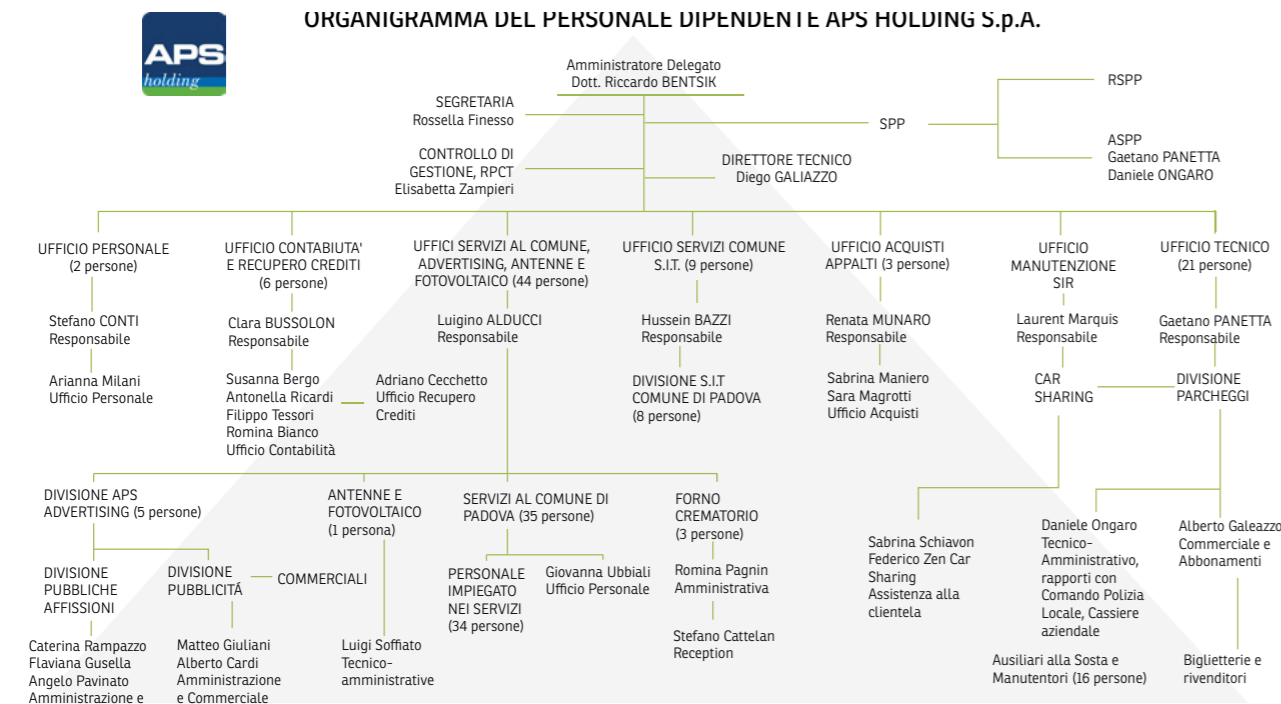 ORGANIGRAMMA DEL PERSONALE DIPENDENTE APS HOLDING S.p.A.
APS
holding
Amministratore Delegato
Dott. Riccardo BENTSIK
SEGRETARIA
Rossella Finesso
SPP
RSPP
ASPP
Gaetano PANETTA
Daniele ONGARO
CONTROLLO DI
GESTIONE, RPCT
Elisabetta Zampieri
DIRETTORE TECNICO
Diego GALIAZZO
UFFICIO PERSONALE
(2 persone)
Stefano CONTI
Responsabile
Arianna Milani
Ufficio Personale
UFFICIO CONTABIUTA'
E RECUPERO CREDITI
(6 persone)
Clara BUSSOLON
Responsabile
Susanna Bergo
Antonella Ricardi
Filippo Tessori
Romina Bianco
Ufficio Contabilità
Adriano Cecchetto
Ufficio Recupero
Crediti
UFFICI SERVIZI AL COMUNE,
ADVERTISING, ANTENNE E
FOTOVOLTAICO (44 persone)
Luigino ALDUCCI
Responsabile
UFFICIO SERVIZI COMUNE
S.I.T. (9 persone)
Hussein BAZZI
Responsabile
DIVISIONE S.I.T
COMUNE DI PADOVA
(8 persone)
UFFICIO ACQUISTI
APPALTI (3 persone)
Renata MUNARO
Responsabile
Sabrina Maniero
Sara Magrotti
Ufficio Acquisti
UFFICIO
MANUTENZIONE
SIR
Laurent Marquis
Responsabile
CAR
SHARING
UFFICIO TECNICO
(21 persone)
Gaetano PANETTA
Responsabile
DIVISIONE
PARCHEGGI
DIVISIONE APS
ADVERTISING (5 persone)
DIVISIONE
PUBBLICHE
AFFISSIONI
Caterina Rampazzo
Flaviana Gusella
Angelo Pavinato
Amministrazione e
DIVISIONE
PUBBLICITÁ
COMMERCIALI
Matteo Giuliani
Alberto Cardi
Amministrazione
e Commerciale
ANTENNE E
FOTOVOLTAICO
(1 persona)
Luigi Soffiato
Tecnico-
amministrative
SERVIZI AL COMUNE DI
PADOVA (35 persone)
PERSONALE
IMPIEGATO
NEI SERVIZI
(34 persone)
Giovanna Ubbiali
Ufficio Personale
FORNO
CREMATORIO
(3 persone)
Romina Pagnin
Amministrativa
Stefano Cattelan
Reception
Sabrina Schiavon
Federico Zen Car
Sharing
Assistenza alla
clientela
Daniele Ongaro
Tecnico-
Amministrativo,
rapporti con
Comando Polizia
Locale, Cassiere
aziendale
Ausiliari alla Sosta e
Manutentori (16 persone)
Alberto Galeazzo
Commerciale e
Abbonamenti
Biglietterie e
rivenditori